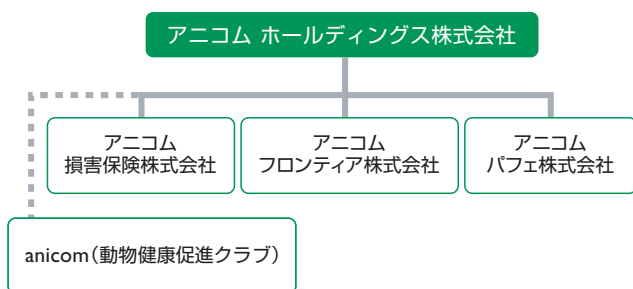 アニコム ホールディングス株式会社
アニコム
損害保険株式会社
アニコム
フロンティア株式会社
アニコム
パフェ株式会社
anicom（動物健康促進クラブ）